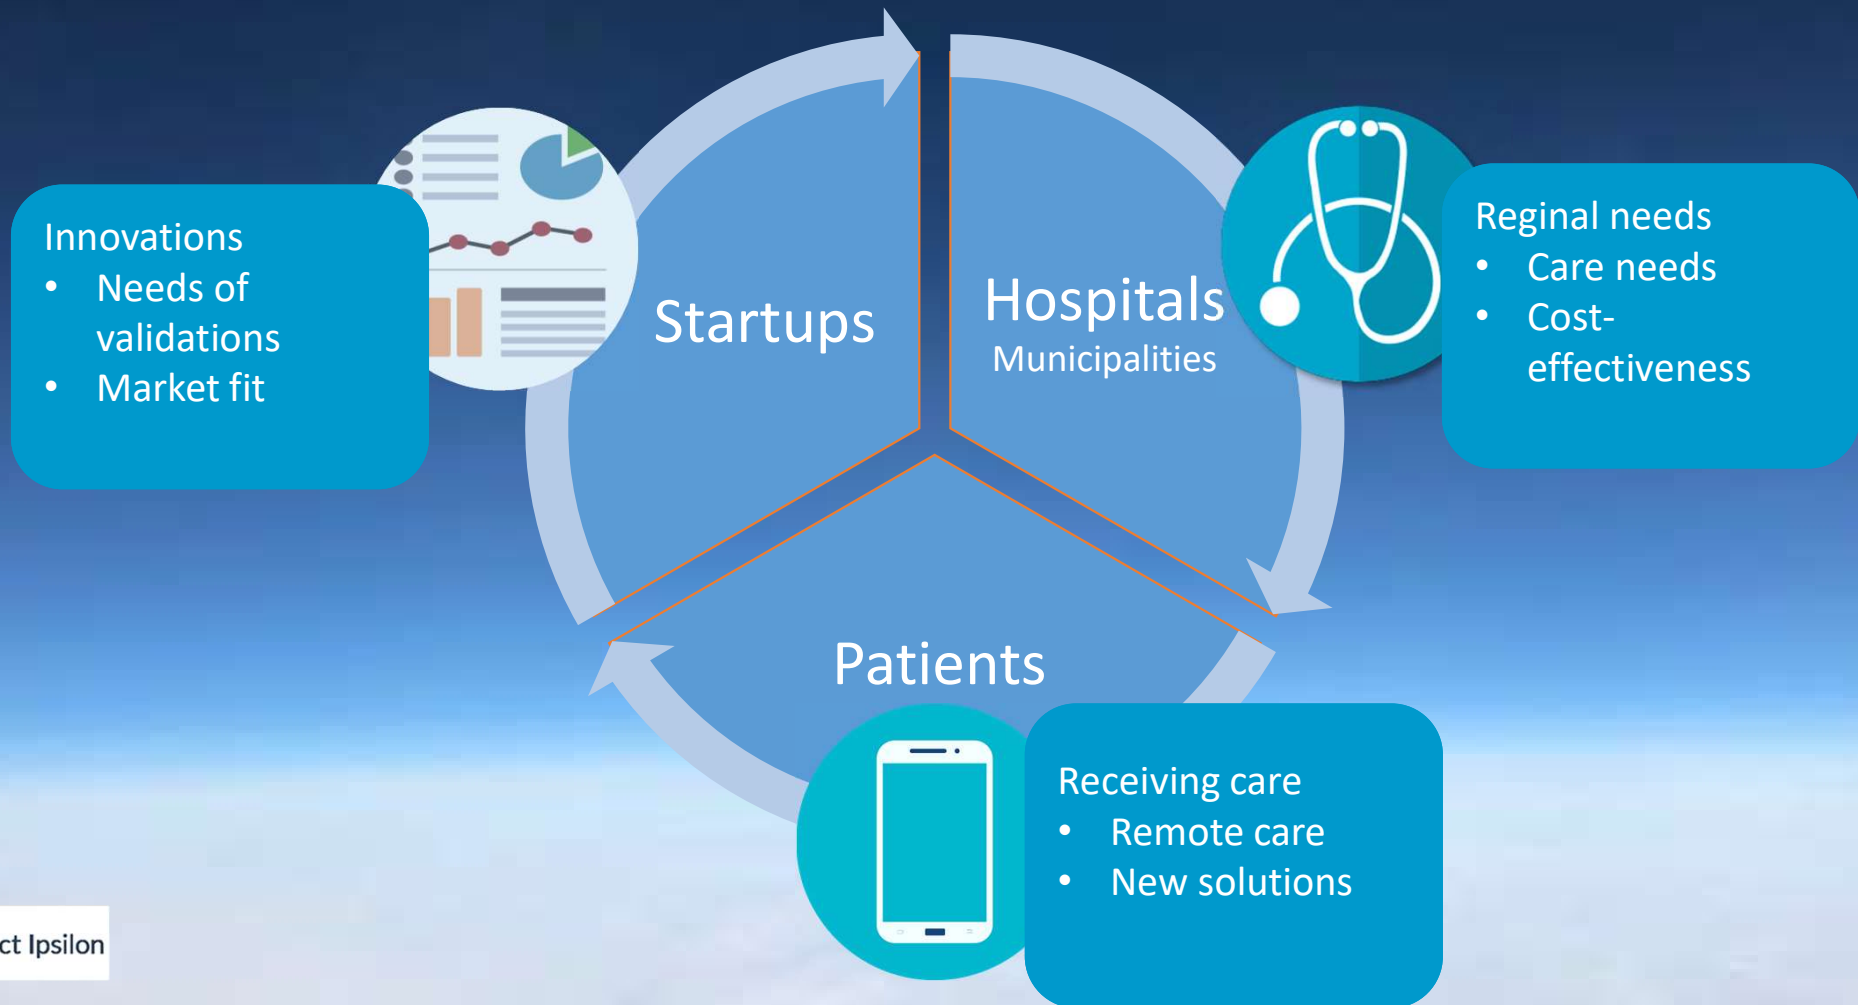 Innovations
• Needs of
validations
• Market fit
Startups
Hospitals
Municipalities
Reginal needs
• Care needs
• Cost-
effectiveness
Patients
Receiving care
• Remote care
• New solutions
ct Ipsilon